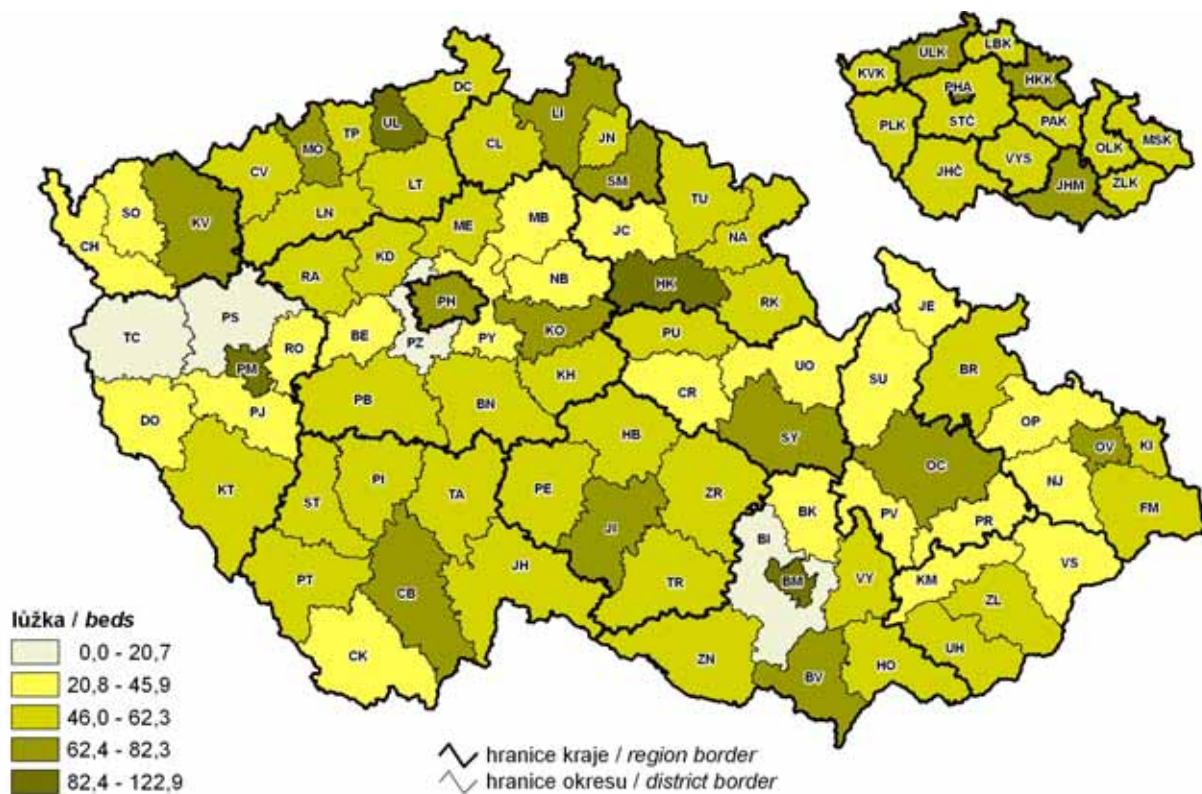 DC
UL
LI
TP
MO
CL
JN
CV
LT
SM
SO
KV
LN
ME
MB
TU
CH
JC
NA
KD
RA
NB
HK
PH
RK
TC
PS
KO
RO
BE
PZ
PY
PU
PM
JE
UO
CR
SU
BR
PJ
DO
PB
BN
KH
HB
SY
OP
OV
KI
OC
KT
ST
PI
TA
PE
ZR
NJ
FM
JI
BK
PV
PR
BI
PT
CB
JH
TR
BM
VY
KM
VS
ZL
CK
ZN
BV
HO
UH
ULK
LBK
KVK
PHA
HKK
STČ
PAK
PLK
MSK
OLK
VYS
JHČ
JHM
ZLK
lůžka / beds
0,0 - 20,7
20,8 - 45,9
46,0 - 62,3
62,4 - 82,3
82,4 - 122,9
hranice kraje / region border
hranice okresu / district border